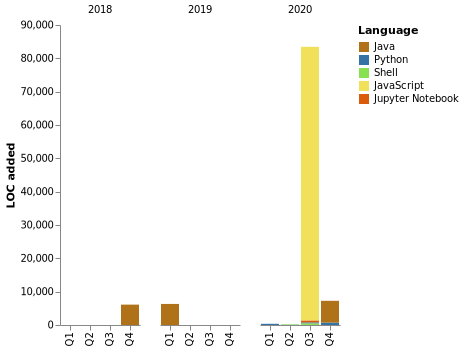 2018 2019 2020
Language
Java
Python
Shell
JavaScript
Jupyter Notebook
LOC added
90,000
80,000
70,000
60,000
50,000
40,000
30,000
20,000
10,000
0
Q1 Q2 Q3 Q4 Q1 Q2 Q3 Q4 Q1 Q2 Q3 Q4